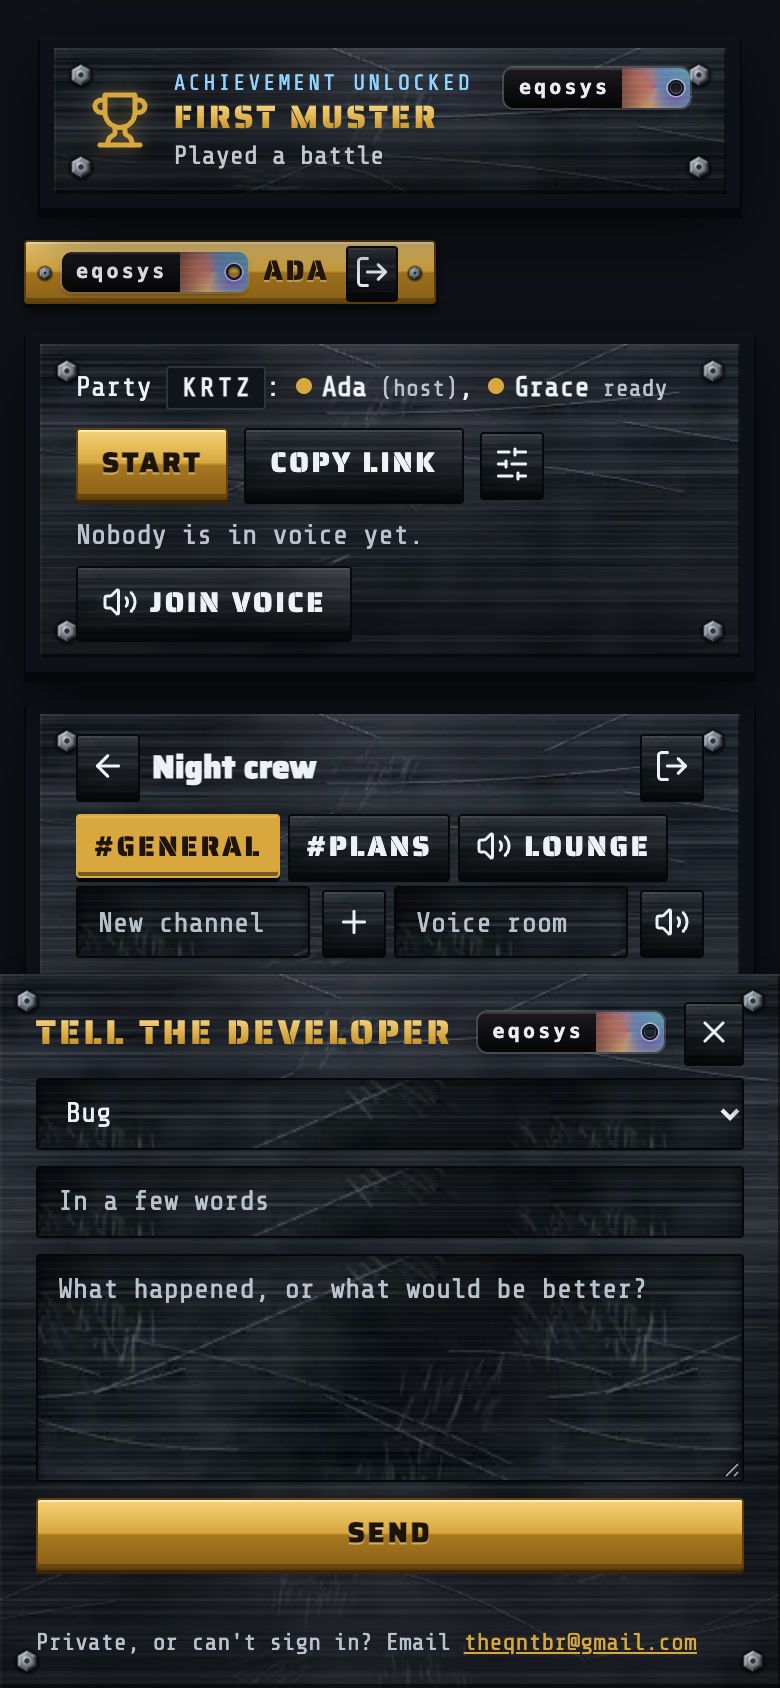 ACHIEVEMENT UNLOCKED
eqosys
FIRST MUSTER
Played a battle
eqosys ADA
Party KRTZ: Ada (host), Grace ready
START COPY LINK
Nobody is in voice yet.
JOIN VOICE
Night crew
#GENERAL #PLANS LOUNGE
New channel Voice room
TELL THE DEVELOPER eqosys
Bug
In a few words
What happened, or what would be better?
SEND
Private, or can't sign in? Email theqntbr@gmail.com